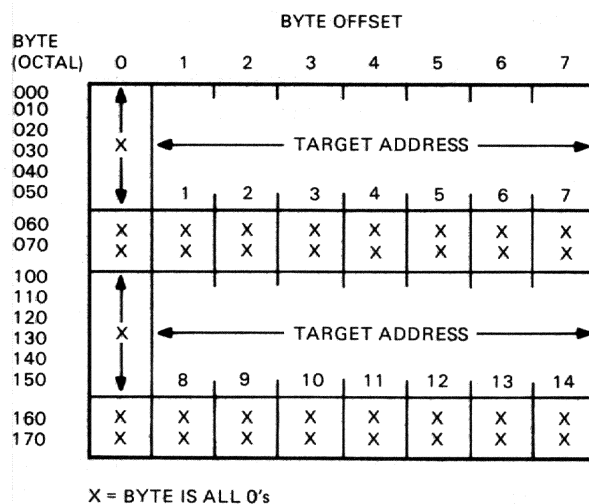 BYTE OFFSET
BYTE
(OCTAL) 0 1 2 3 4 5 6 7
000
010
020
030 X TARGET ADDRESS
040
050
1 2 3 4 5 6 7
060 X X X X X X X X
070 X X X X X X X X
100
110
120
130 X TARGET ADDRESS
140
150 8 9 10 11 12 13 14
160 X X X X X X X X
170 X X X X X X X X
X = BYTE IS ALL 0's